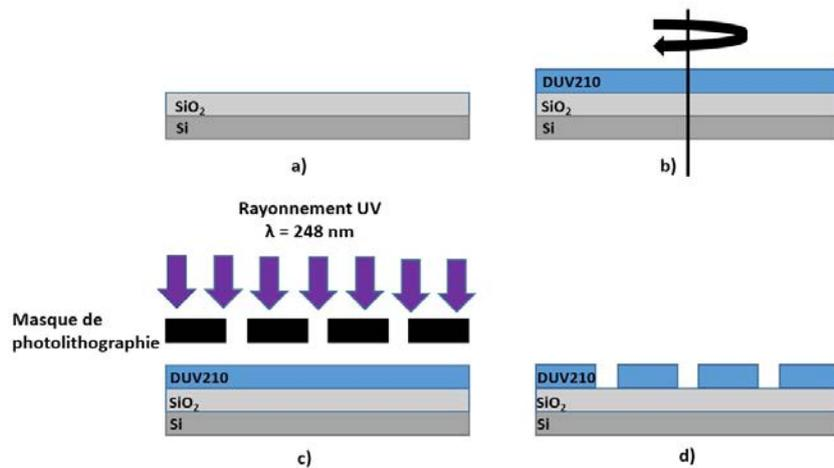 SiO₂
Si
a)
DUV210
SiO₂
Si
b)
Rayonnement UV
λ = 248 nm
Masque de
photolithographie
DUV210
SiO₂
Si
c)
DUV210
SiO₂
Si
d)